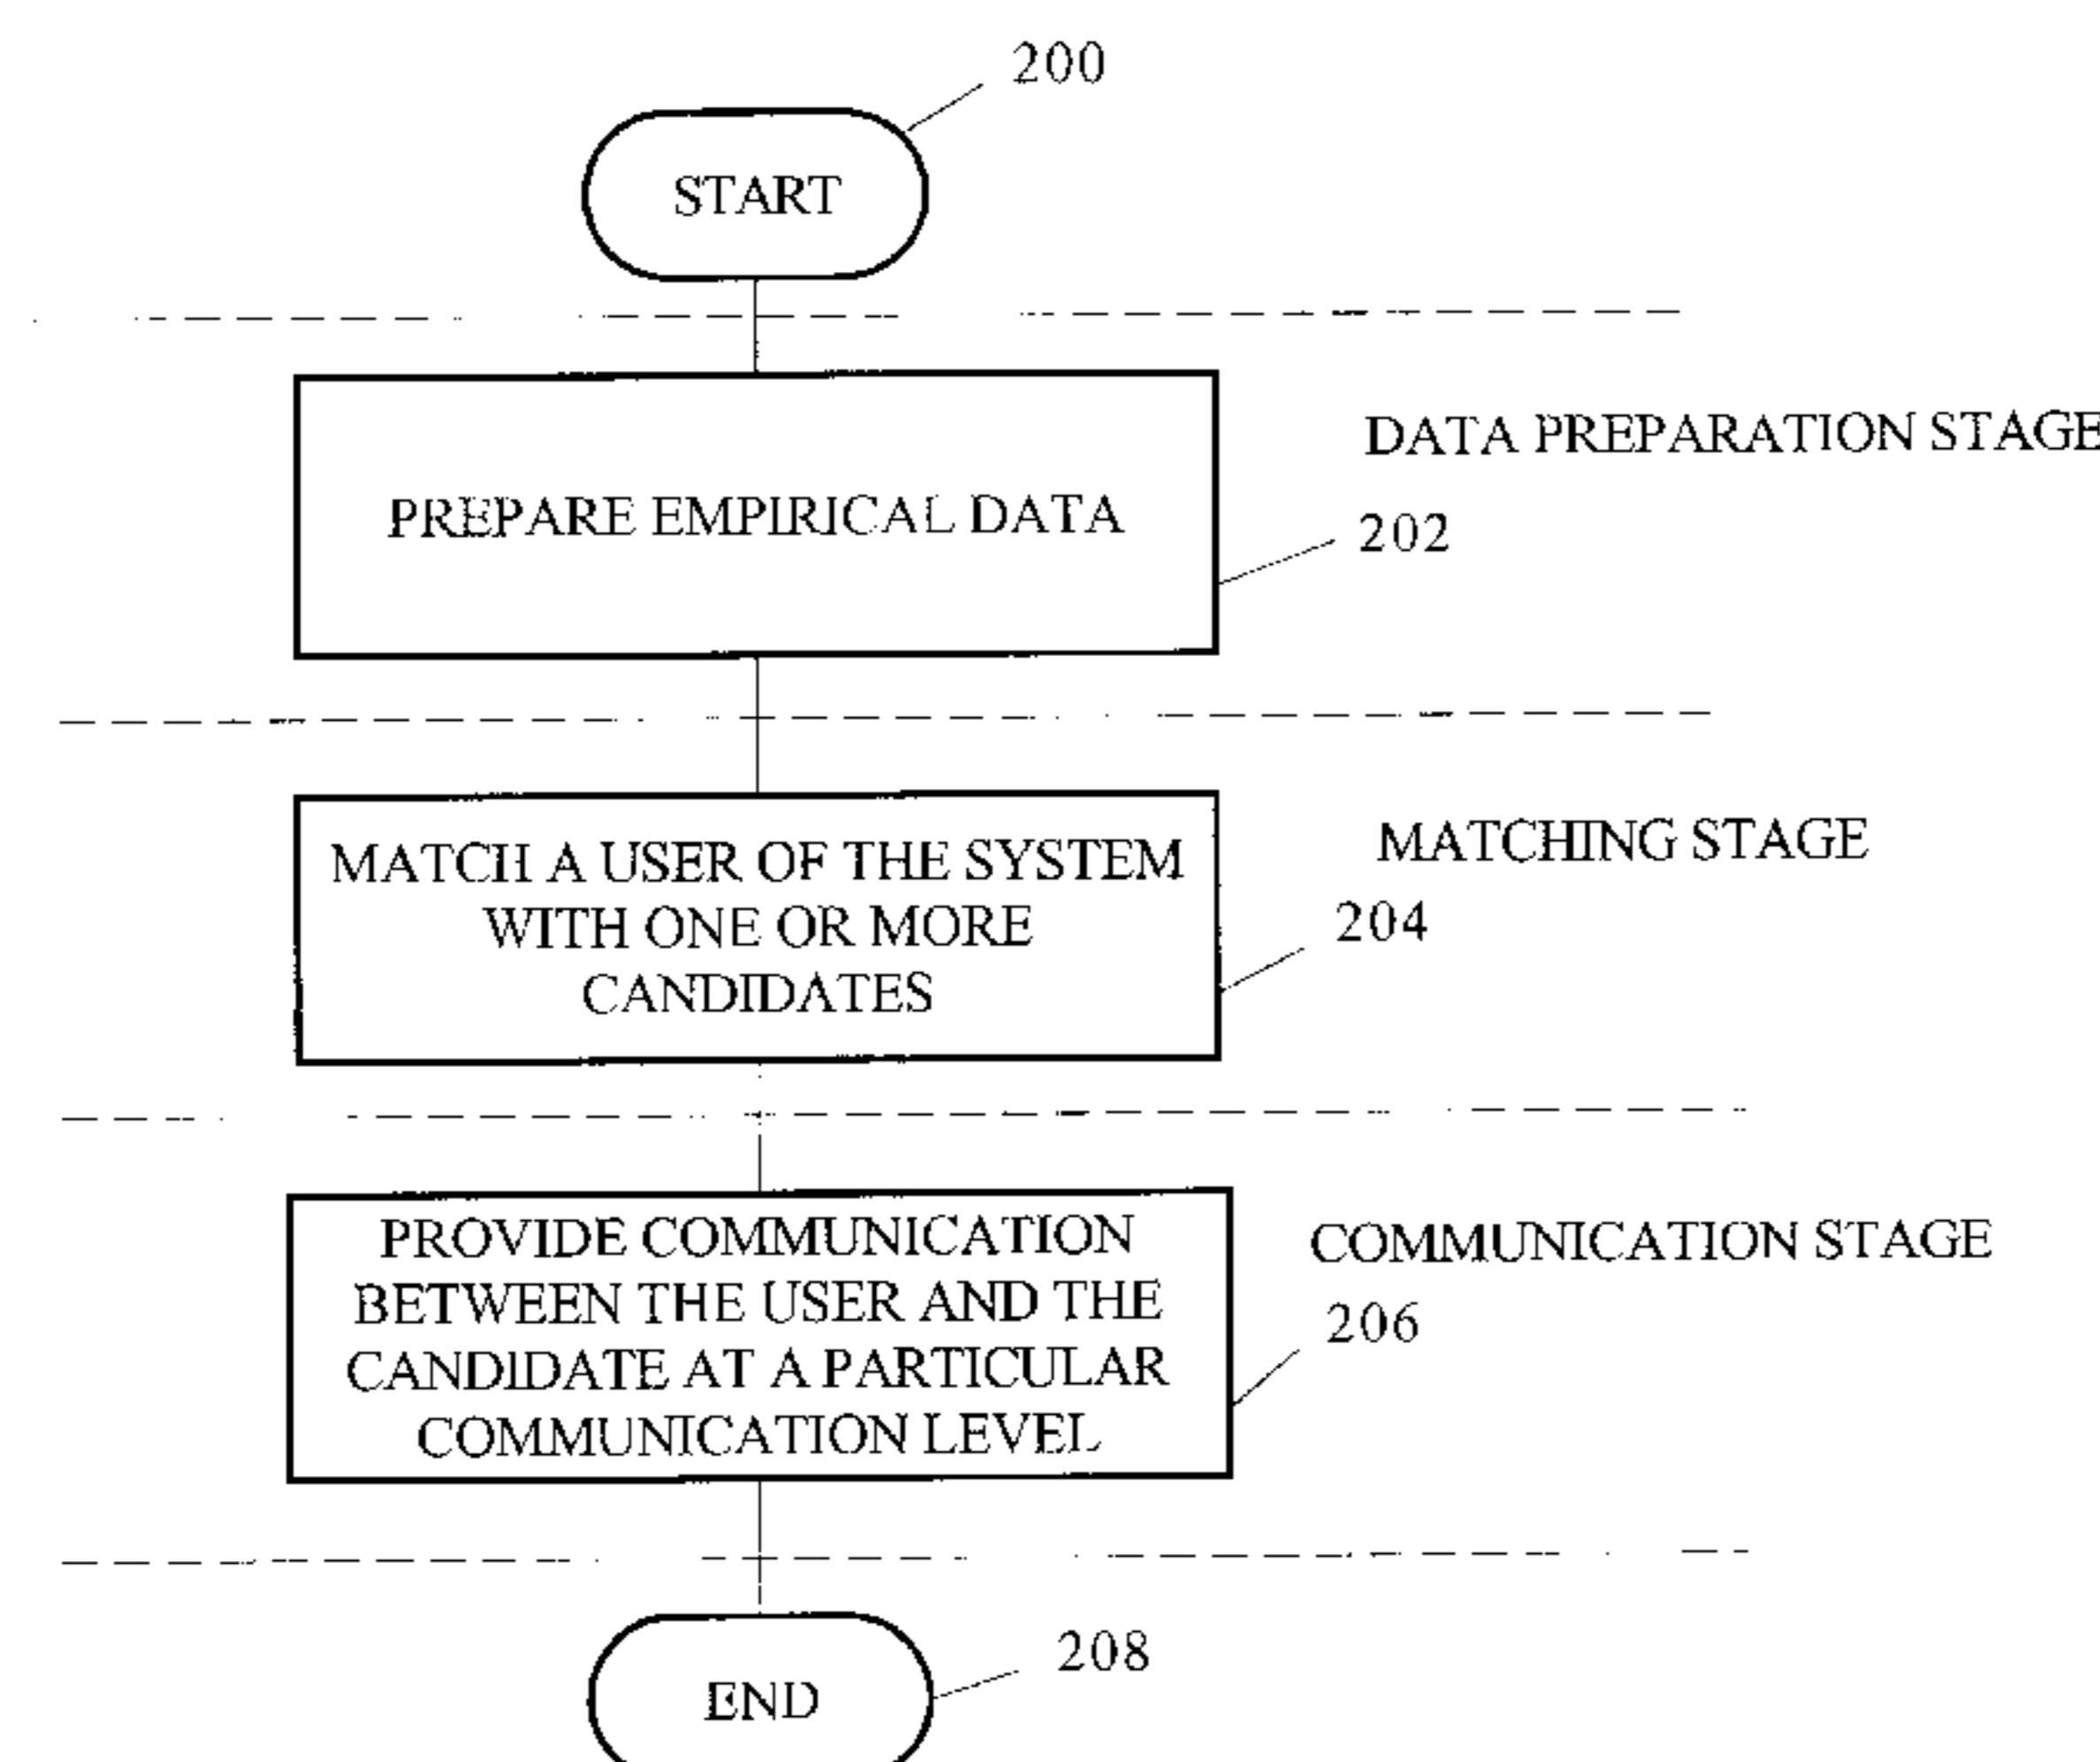 200
START
DATA PREPARATION STAGE
PREPARE EMPIRICAL DATA
202
MATCHING STAGE
MATCH A USER OF THE SYSTEM
WITH ONE OR MORE
CANDIDATES
204
COMMUNICATION STAGE
PROVIDE COMMUNICATION
BETWEEN THE USER AND THE
CANDIDATE AT A PARTICULAR
COMMUNICATION LEVEL
206
208
END